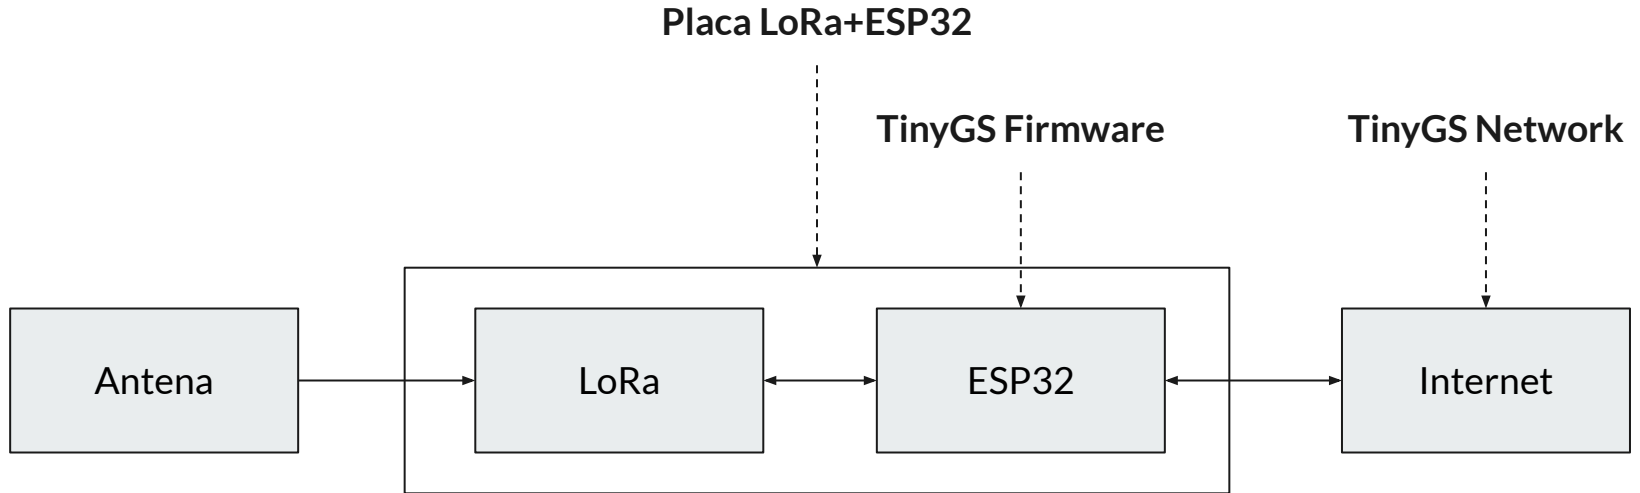 Placa LoRa+ESP32
TinyGS Firmware
TinyGS Network
Antena
LoRa
ESP32
Internet